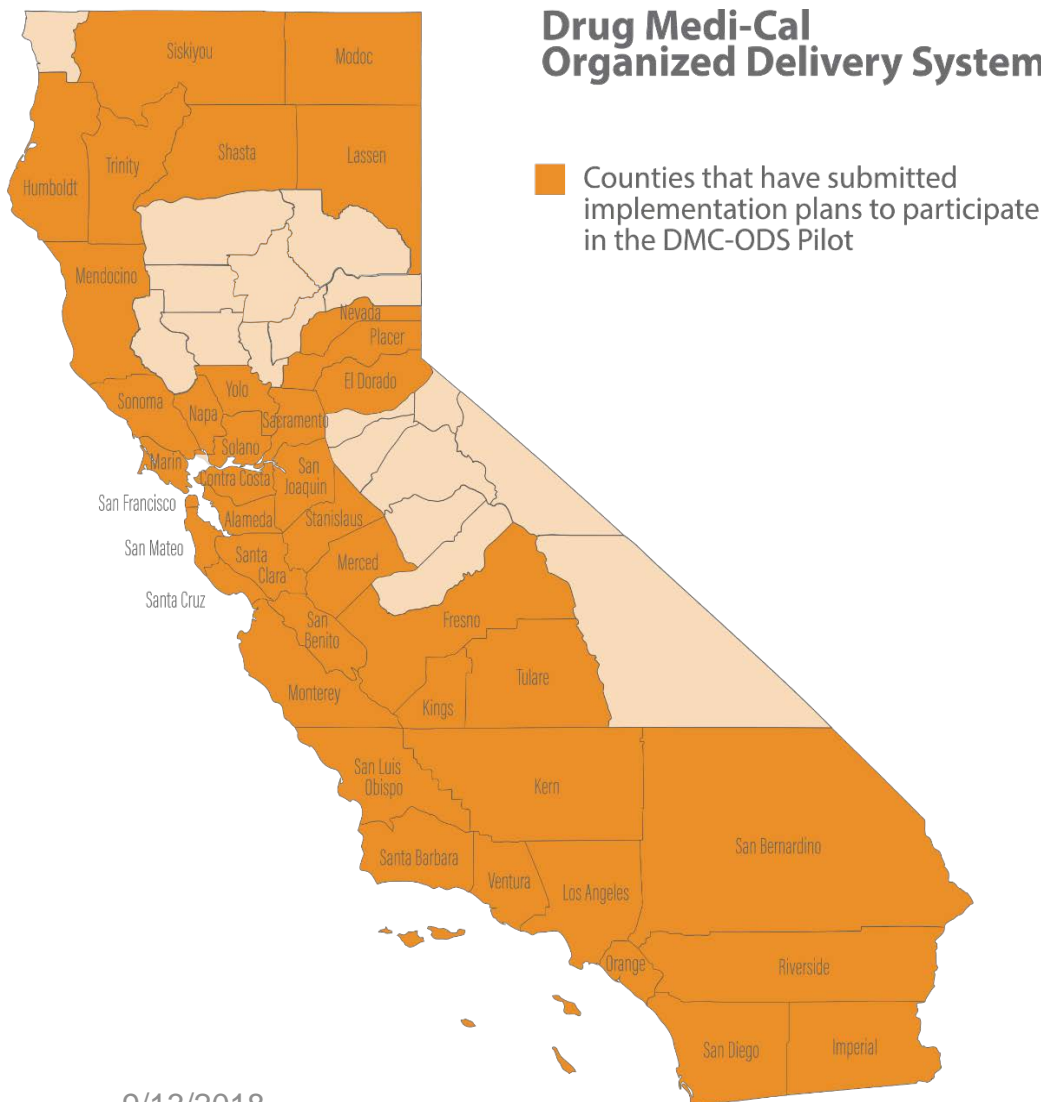 Drug Medi-Cal
Organized Delivery System
Counties that have submitted
implementation plans to participate
in the DMC-ODS Pilot
Siskiyou
Modoc
Humboldt
Trinity
Shasta
Lassen
Mendocino
Nevada
Placer
El Dorado
Sonoma
Napa
Yolo
Sacramento
Solano
Marin
Contra Costa
San
Joaquin
San Francisco
Alameda
Stanislaus
San Mateo
Santa
Clara
Merced
Santa Cruz
San
Benito
Fresno
Monterey
Kings
Tulare
San Luis
Obispo
Kern
Santa Barbara
Ventura
Los Angeles
San Bernardino
Orange
Riverside
San Diego
Imperial
9/13/2018